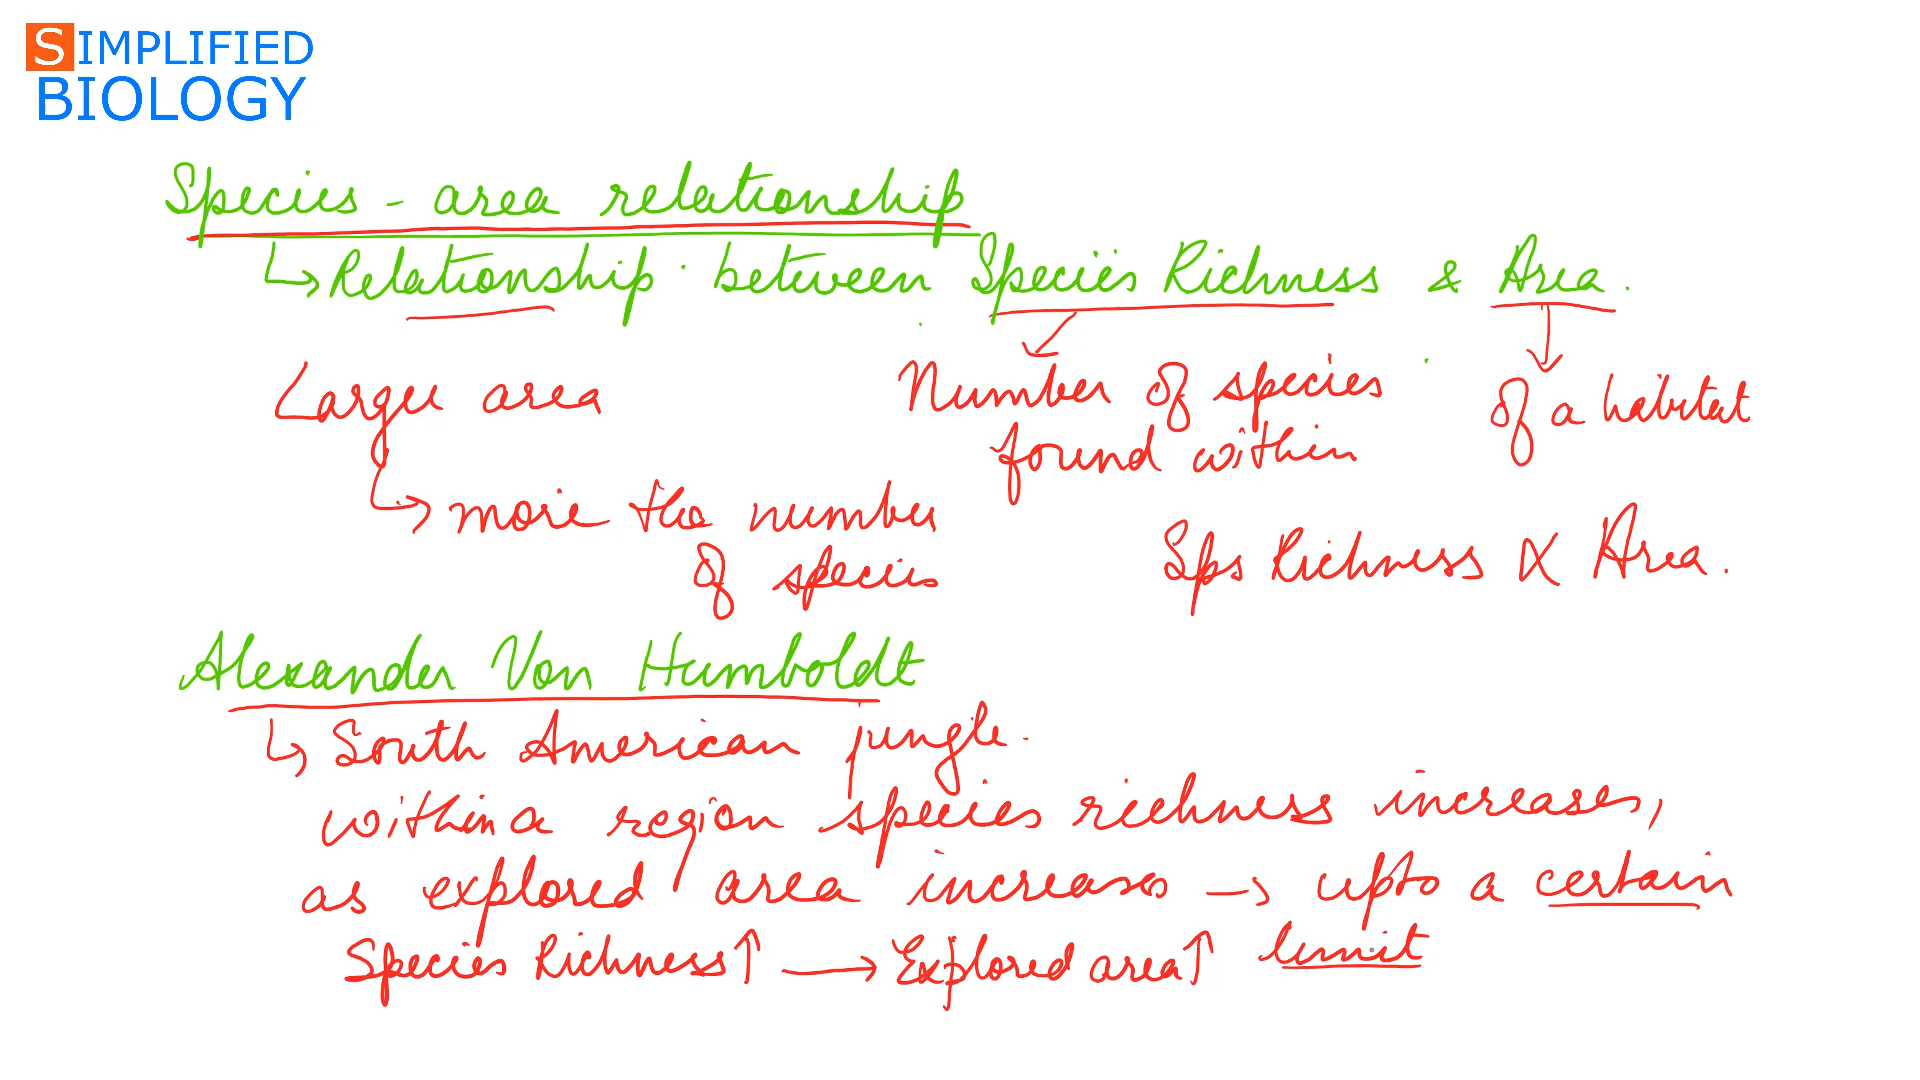 SIMPLIFIED
BIOLOGY
Species - area relationship
↳ Relationship between Species Richness & Area.
Larger area
Number of species
found within
of a habitat
↳ more the number
of species
Sps Richness ∝ Area.
Alexander Von Humboldt
↳ South American jungle.
within a region species richness increases,
as explored area increases → upto a certain
limit
Species Richness ↑ → Explored area ↑